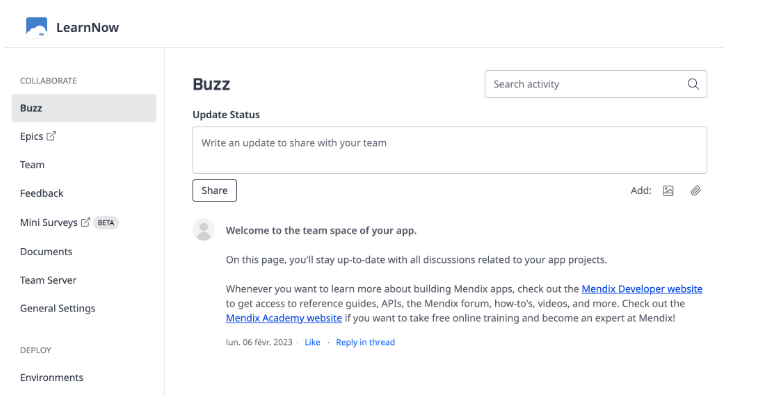 LearnNow
COLLABORATE
Buzz
Epics
Team
Feedback
Mini Surveys BETA
Documents
Team Server
General Settings
DEPLOY
Environments
Buzz
Search activity
Update Status
Write an update to share with your team
Share
Add:
Welcome to the team space of your app.
On this page, you'll stay up-to-date with all discussions related to your app projects.
Whenever you want to learn more about building Mendix apps, check out the Mendix Developer website
to get access to reference guides, APIs, the Mendix forum, how-to's, videos, and more. Check out the
Mendix Academy website if you want to take free online training and become an expert at Mendix!
lun. 06 févr. 2023 · Like · Reply in thread